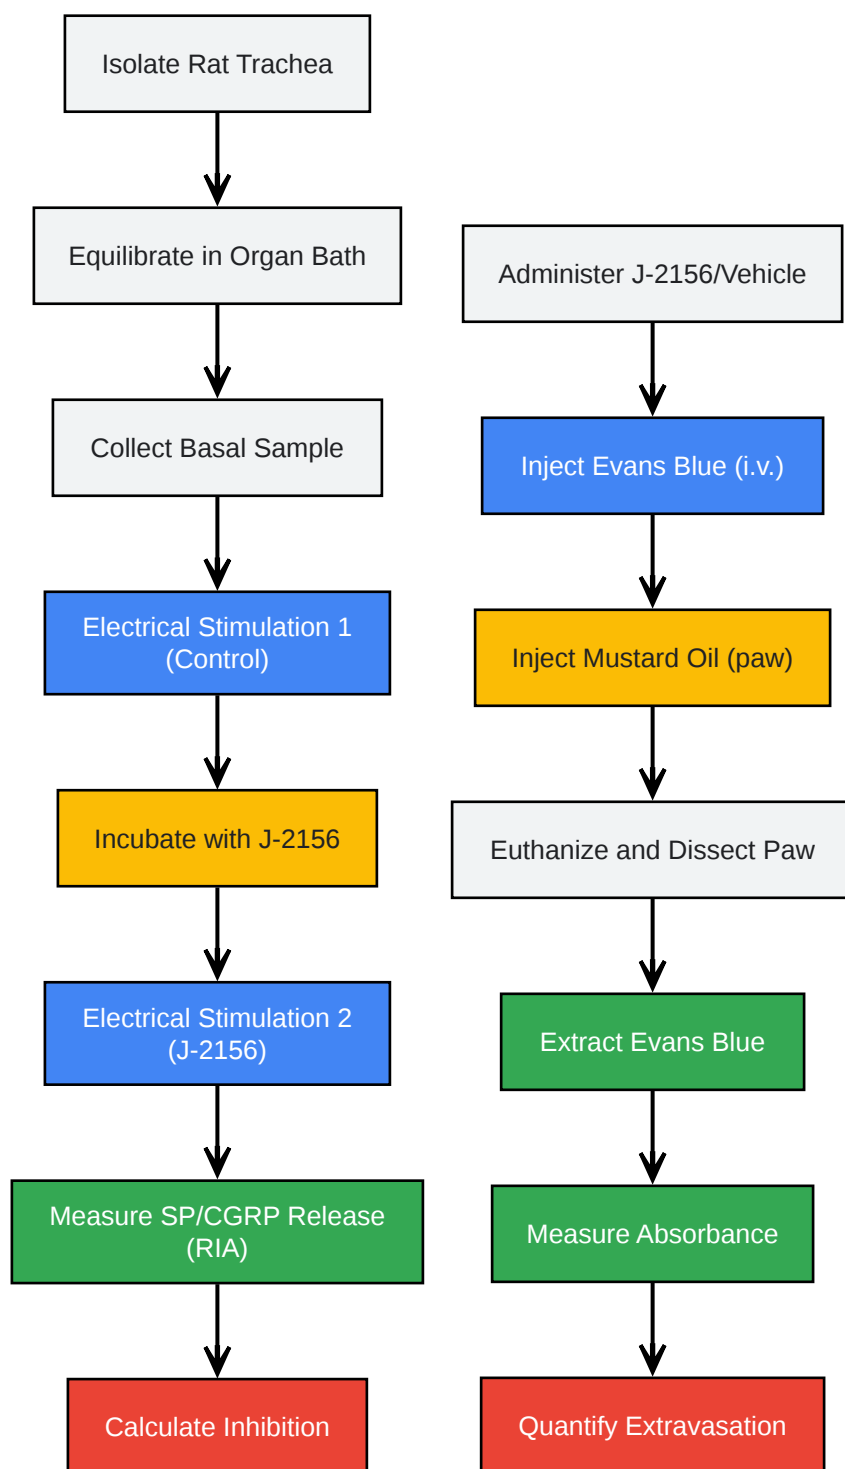 Isolate Rat Trachea
Equilibrate in Organ Bath
Collect Basal Sample
Electrical Stimulation 1
(Control)
Incubate with J-2156
Electrical Stimulation 2
(J-2156)
Measure SP/CGRP Release
(RIA)
Calculate Inhibition
Administer J-2156/Vehicle
Inject Evans Blue (i.v.)
Inject Mustard Oil (paw)
Euthanize and Dissect Paw
Extract Evans Blue
Measure Absorbance
Quantify Extravasation